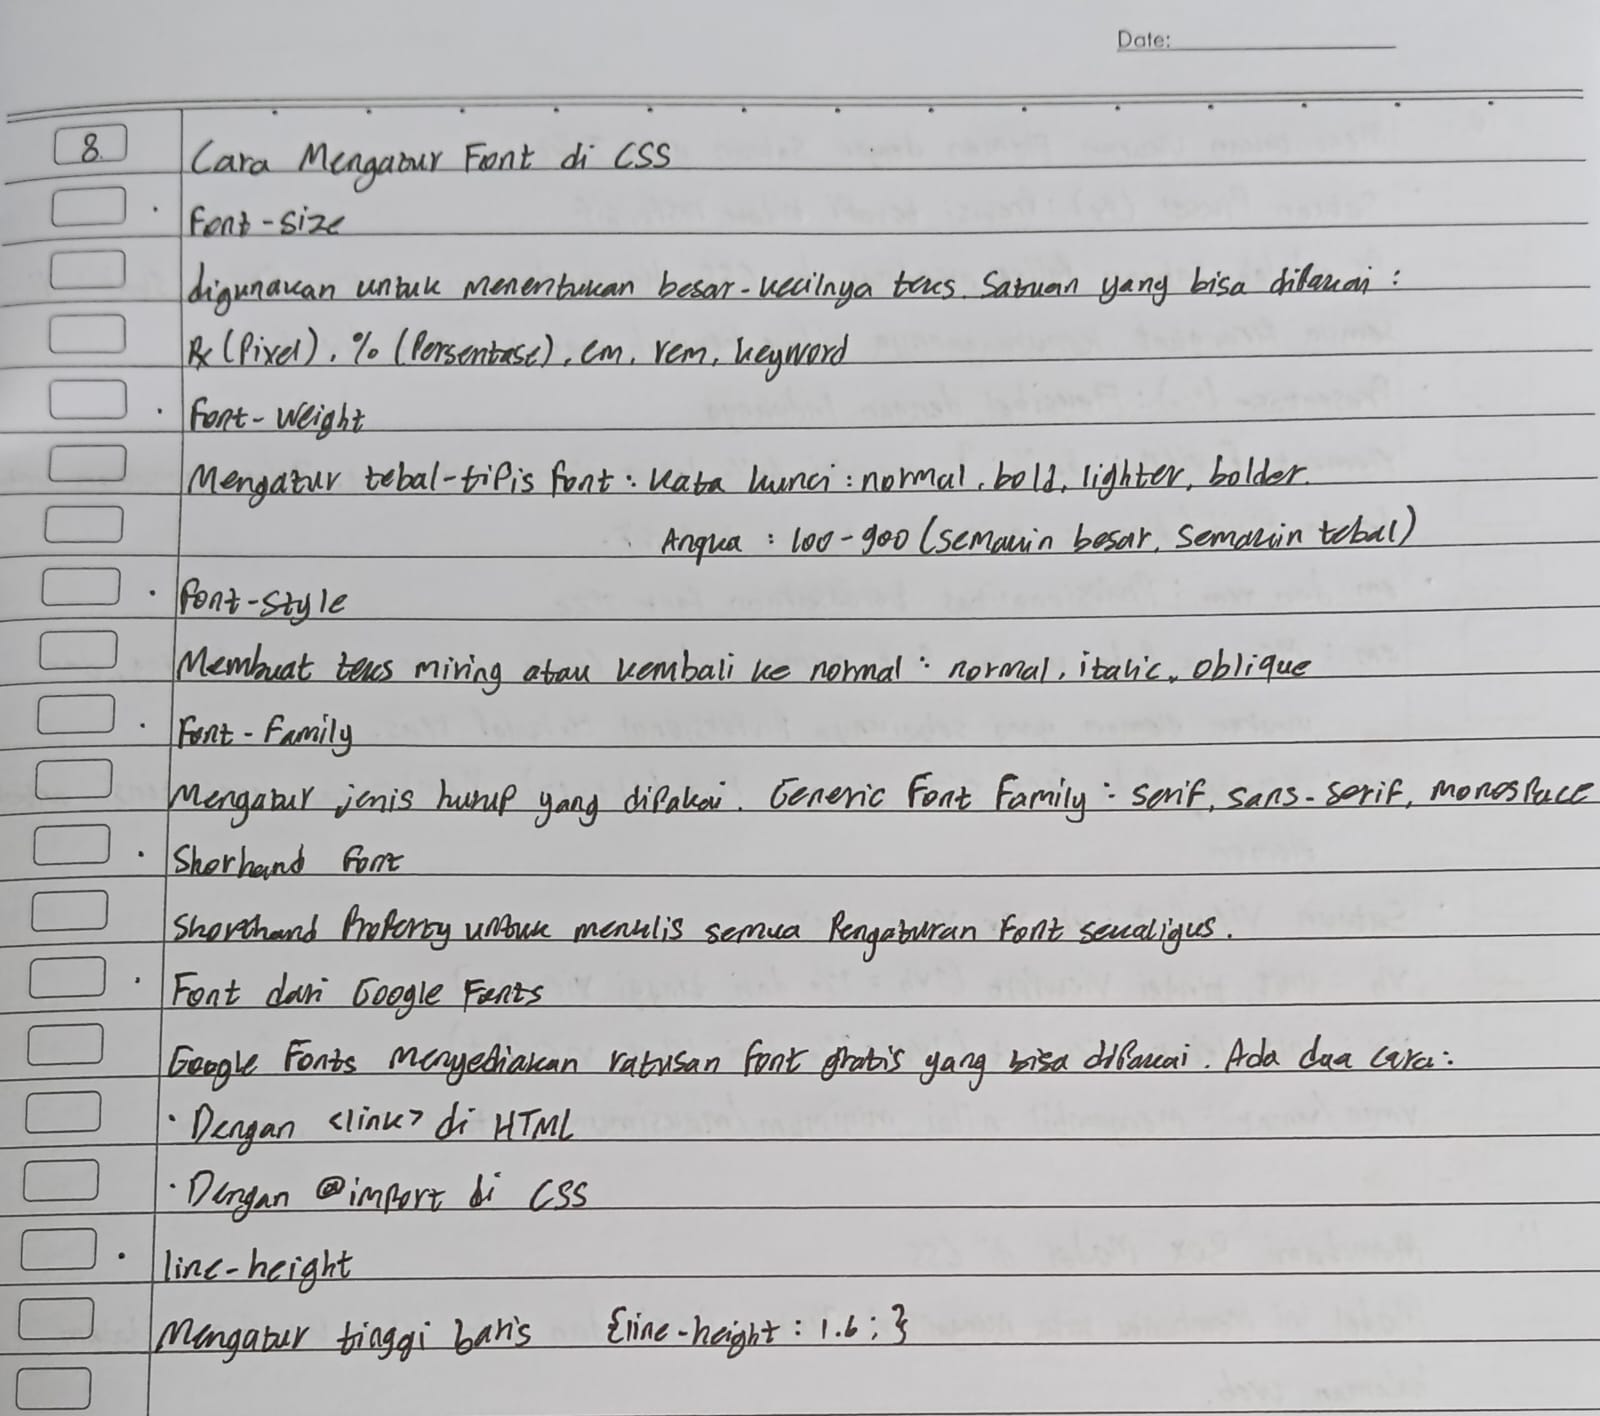 Date:
8. Cara Mengatur Font di CSS
· Font-size
digunakan untuk menentukan besar-kecilnya teks. Satuan yang bisa dipakai :
Px (Pixel), % (Persentase), em, rem, keyword
· Font-weight
Mengatur tebal-tipis font : kata kunci : normal, bold, lighter, bolder.
Angka : 100-900 (semakin besar, semakin tebal)
· Font-style
Membuat teks miring atau kembali ke normal : normal, italic, oblique
· Font-Family
Mengatur jenis huruf yang dipakai. Generic Font Family : serif, sans-serif, monospace
· Shorhand font
Shorthand Property untuk menulis semua Pengaturan Font sekaligus.
· Font dari Google Fonts
Google Fonts menyediakan ratusan font gratis yang bisa dipakai. Ada dua cara :
· Dengan <link> di HTML
· Dengan @import di CSS
· line-height
Mengatur tinggi baris {line-height : 1.6 ; }